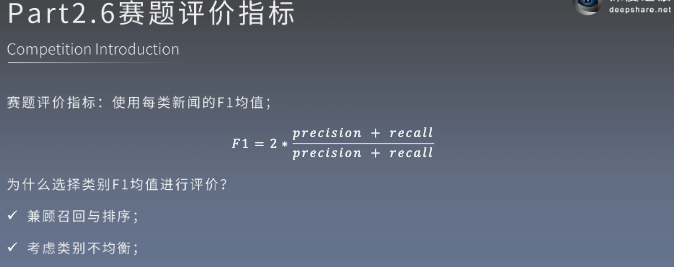 Part2.6赛题评价指标
deepshare.net
Competition Introduction
赛题评价指标：使用每类新闻的F1均值；
F1 = 2 * precision + recall
precision + recall
为什么选择类别F1均值进行评价？
✓ 兼顾召回与排序；
✓ 考虑类别不均衡；